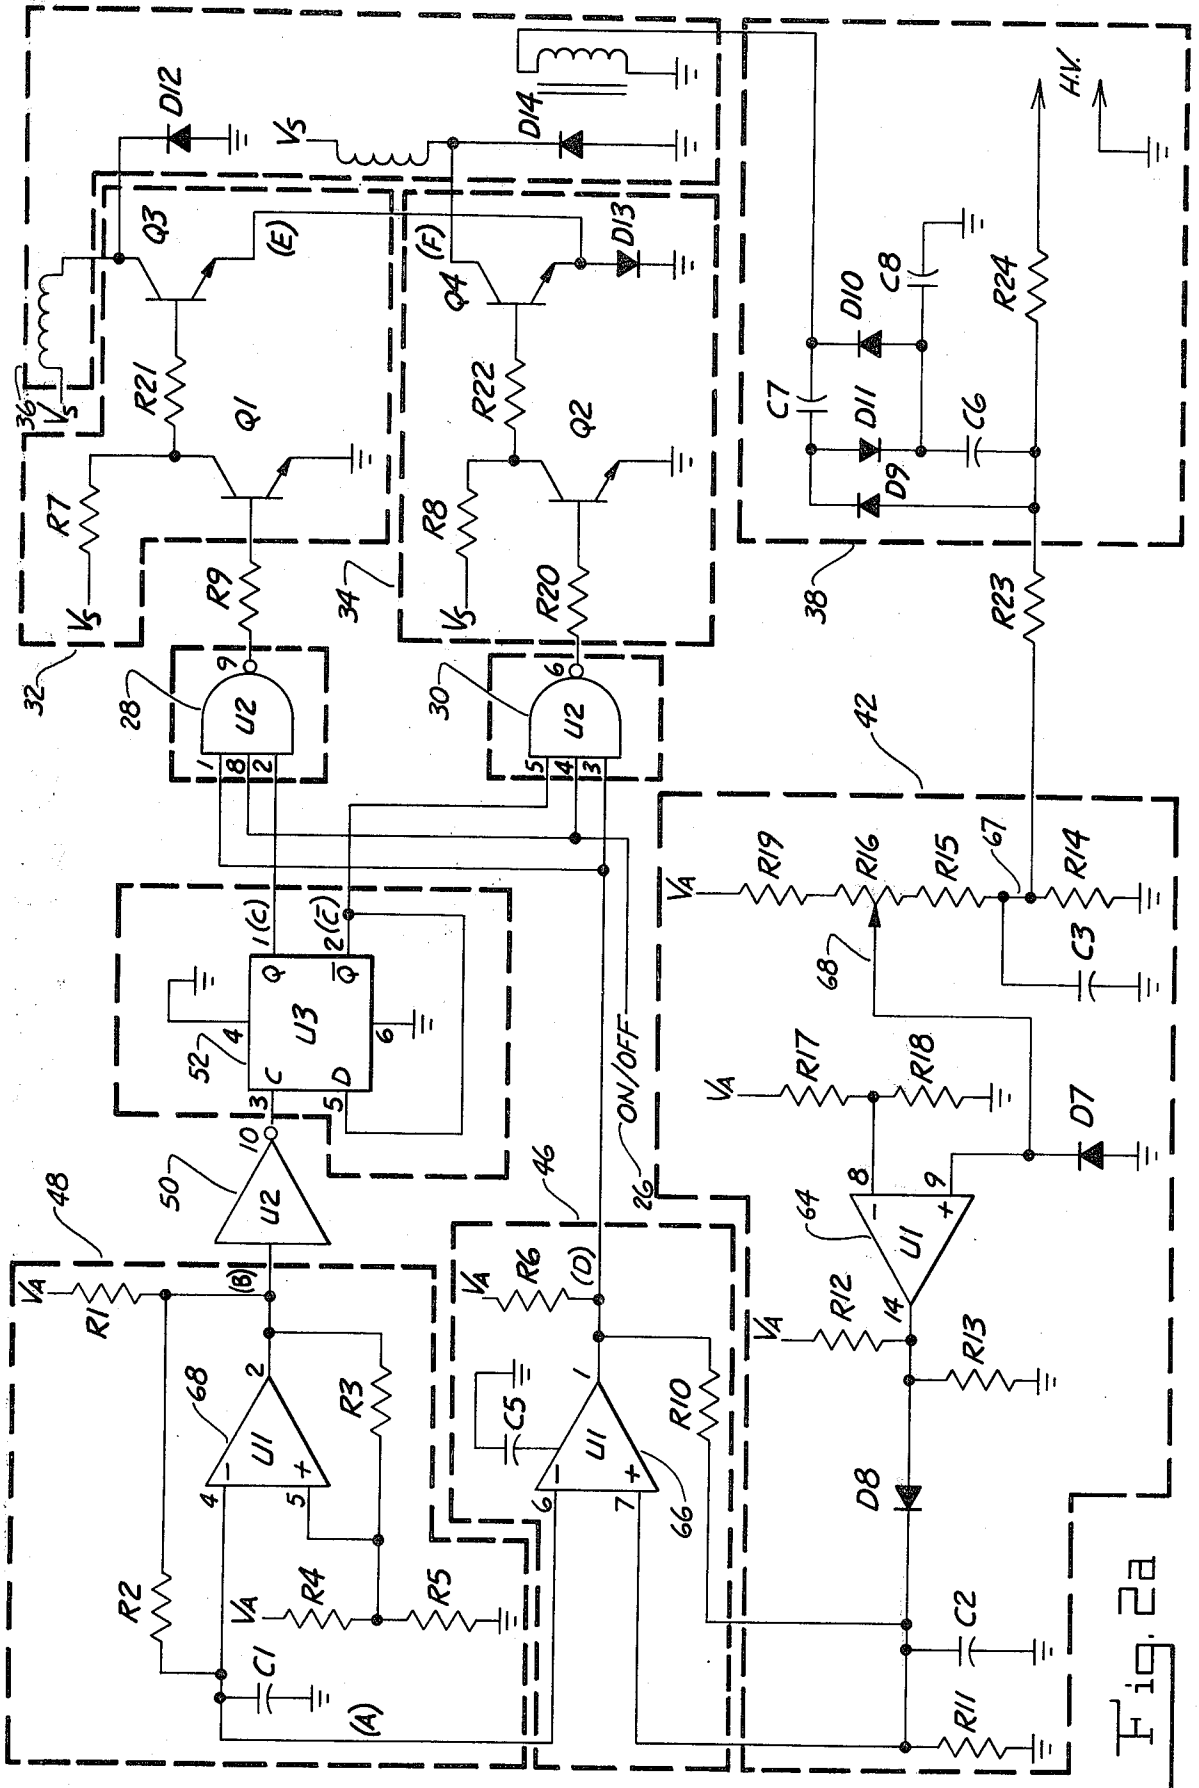 48
VA
R1
R2
(B)
68
4
5
-
+
U1
2
R3
VA
R4
R5
C1
(A)
50
U2
10
52
3
C
5
D
U3
4
6
Q
Q̄
1
(C)
2
(C̄)
28
1
8
2
U2
9
R9
32
VS
R7
Q1
R21
Q3
(E)
36
VS
D12
VS
D14
30
5
4
3
U2
6
R20
34
VS
R8
Q2
R22
Q4
(F)
D13
46
VA
R6
(D)
C5
6
7
-
+
U1
1
66
R10
26
ON/OFF
42
VA
R19
R16
R15
67
R14
68
C3
VA
R17
R18
D7
64
8
9
-
+
U1
14
VA
R12
R13
D8
C2
R11
R23
38
C7
D9
D11
D10
C8
C6
R24
H.V.
Fig. 2a